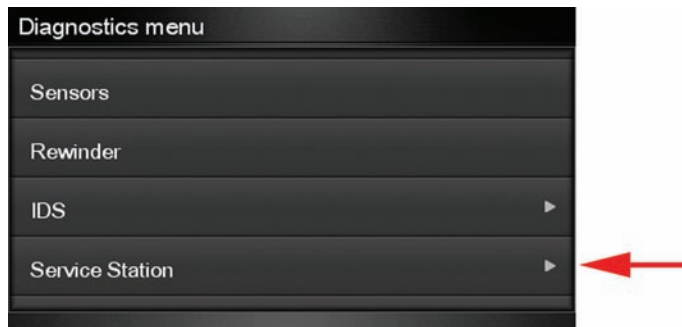 Diagnostics menu
Sensors
Rewinder
IDS
Service Station